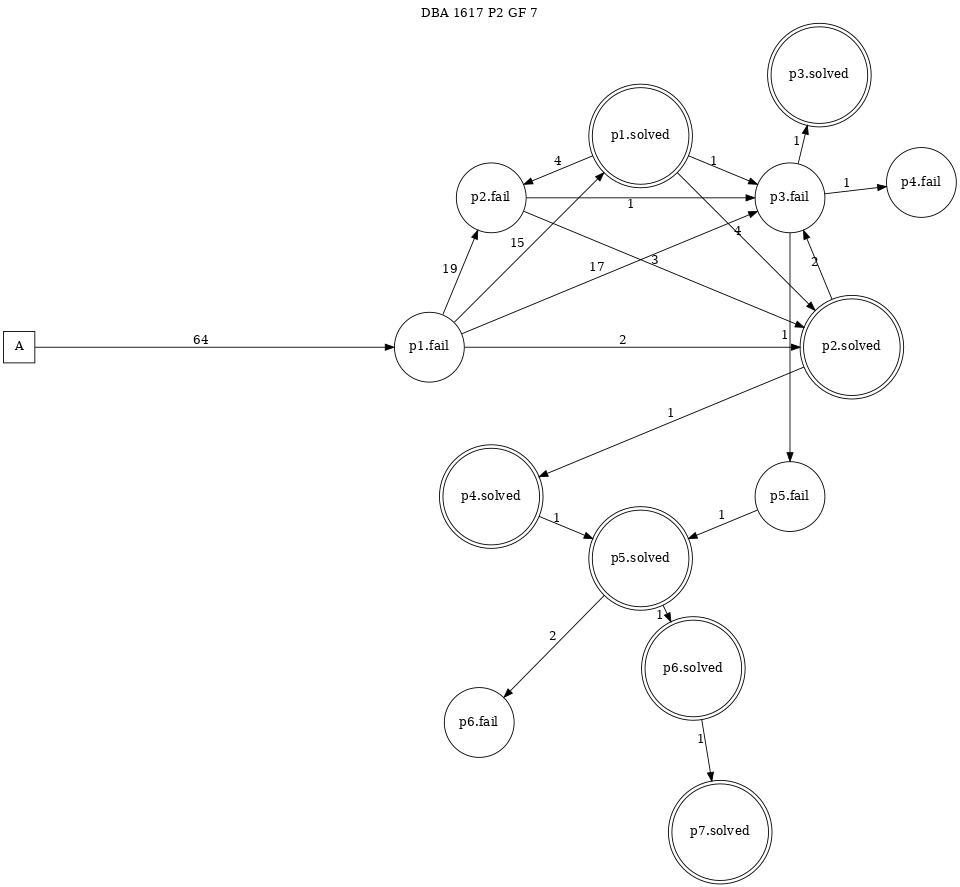 DBA 1617 P2 GF 7
p3.solved
p1.solved
1
4
1
p2.fail
p3.fail
1
p4.fail
1
15
4
19
17
3
2
A
64
p1.fail
2
1
p2.solved
1
p4.solved
p5.fail
1
1
p5.solved
1
2
p6.solved
p6.fail
1
p7.solved